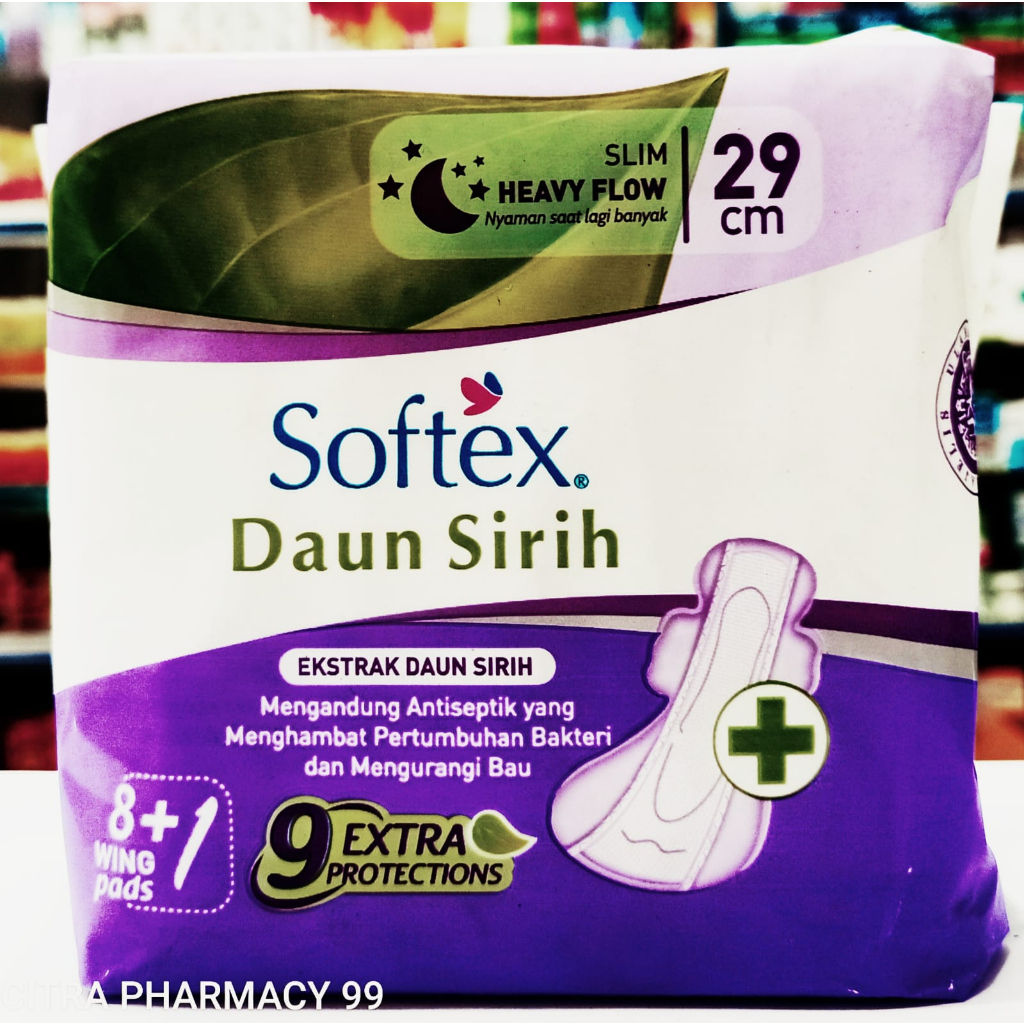 SLIM
HEAVY FLOW
Nyaman saat lagi banyak
29
cm
Softex®
Daun Sirih
EKSTRAK DAUN SIRIH
Mengandung Antiseptik yang
Menghambat Pertumbuhan Bakteri
dan Mengurangi Bau
8+1
WING
pads
9 EXTRA
PROTECTIONS
CITRA PHARMACY 99